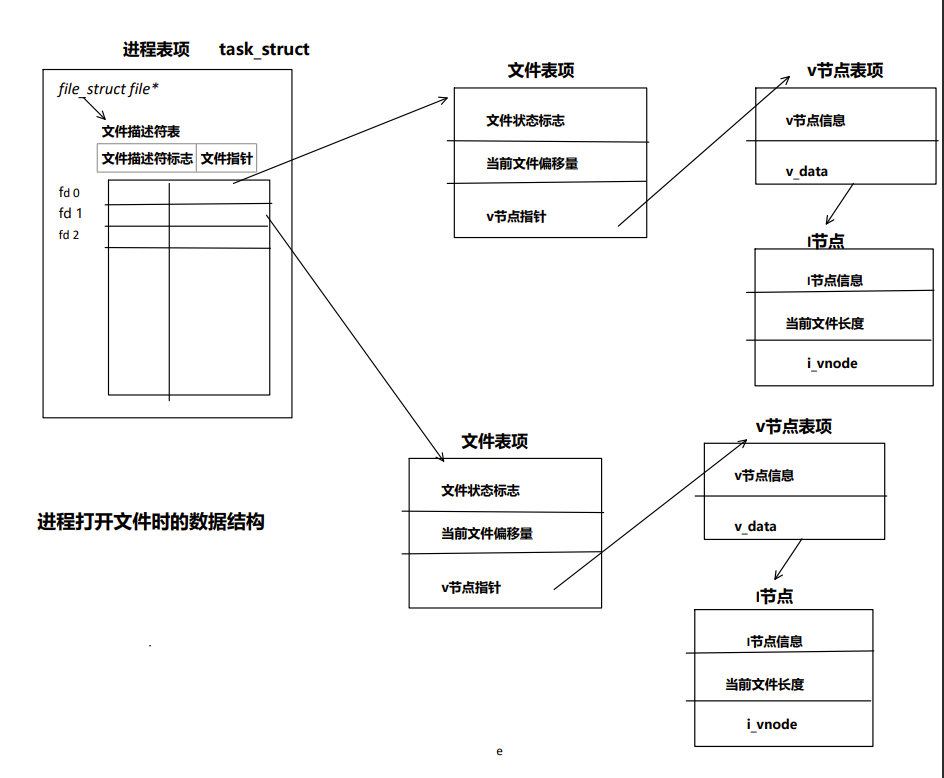 进程表项 task_struct
file_struct file*
文件描述符表
文件描述符标志 文件指针
fd 0
fd 1
fd 2
文件表项
文件状态标志
当前文件偏移量
v节点指针
v节点表项
v节点信息
v_data
I节点
I节点信息
当前文件长度
i_vnode
文件表项
文件状态标志
当前文件偏移量
v节点指针
v节点表项
v节点信息
v_data
I节点
I节点信息
当前文件长度
i_vnode
进程打开文件时的数据结构
.
e